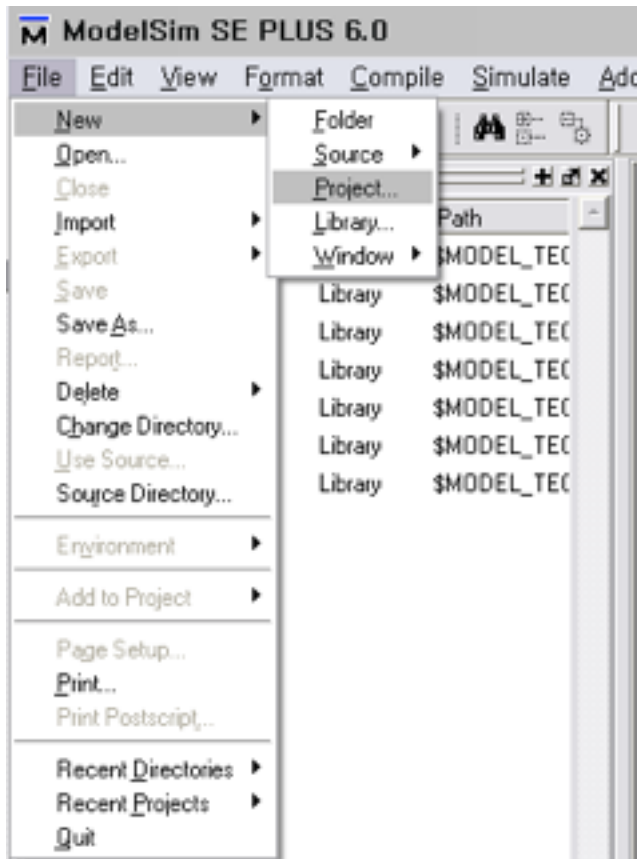 ModelSim SE PLUS 6.0
File Edit View Format Compile Simulate
New
Open...
Close
Import
Export
Save
Save As...
Report...
Delete
Change Directory...
Use Source...
Source Directory...
Environment
Add to Project
Page Setup...
Print...
Print Postscript...
Recent Directories
Recent Projects
Quit
Folder
Source
Project...
Library...
Window
Path
$MODEL_TEC
Library $MODEL_TEC
Library $MODEL_TEC
Library $MODEL_TEC
Library $MODEL_TEC
Library $MODEL_TEC
Library $MODEL_TEC